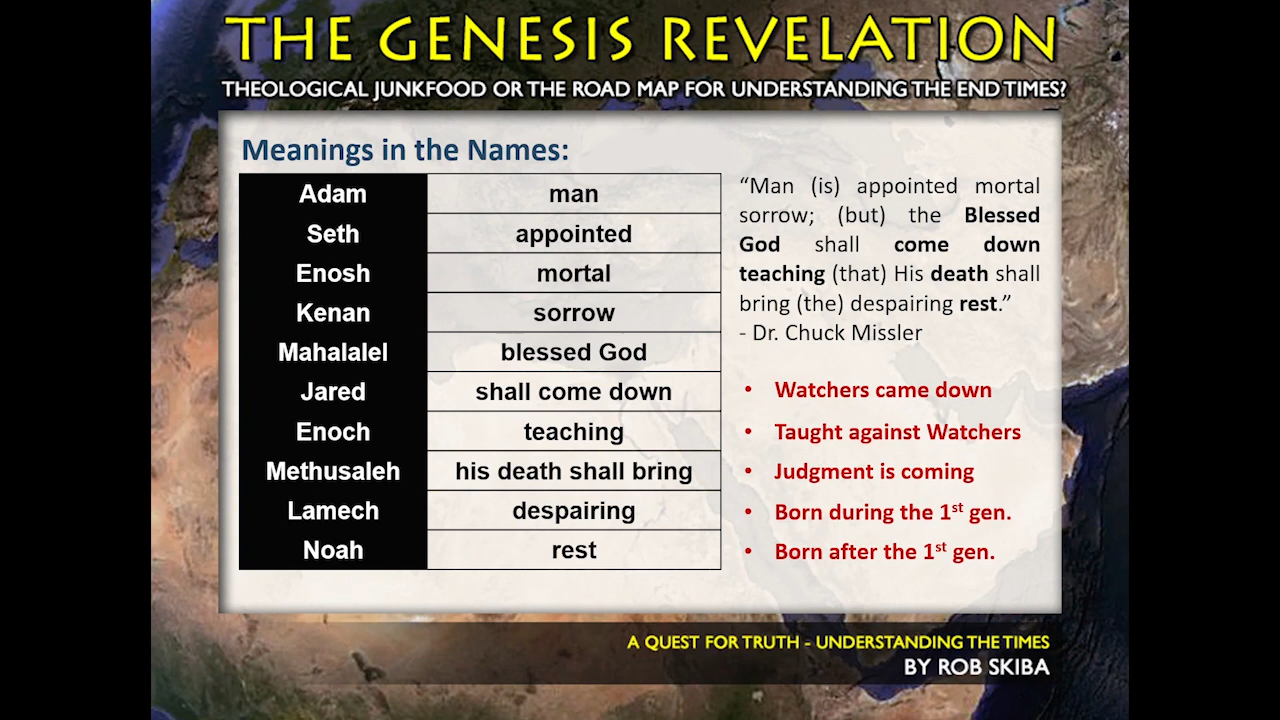 THE GENESIS REVELATION
THEOLOGICAL JUNKFOOD OR THE ROAD MAP FOR UNDERSTANDING THE END TIMES?
Meanings in the Names:
Adam man
Seth appointed
Enosh mortal
Kenan sorrow
Mahalalel blessed God
Jared shall come down
Enoch teaching
Methusaleh his death shall bring
Lamech despairing
Noah rest
“Man (is) appointed mortal
sorrow; (but) the Blessed
God shall come down
teaching (that) His death shall
bring (the) despairing rest.”
- Dr. Chuck Missler
• Watchers came down
• Taught against Watchers
• Judgment is coming
• Born during the 1st gen.
• Born after the 1st gen.
A QUEST FOR TRUTH - UNDERSTANDING THE TIMES
BY ROB SKIBA